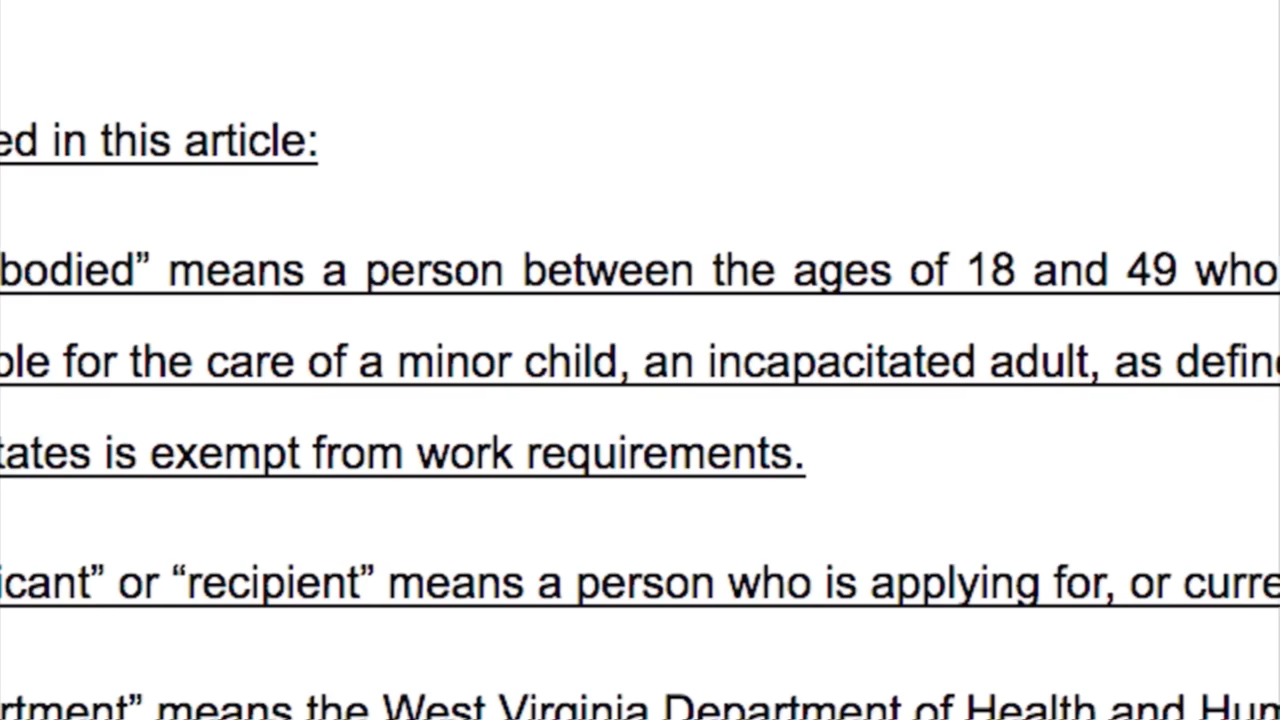 ed in this article:
bodied” means a person between the ages of 18 and 49 who
ble for the care of a minor child, an incapacitated adult, as define
tates is exempt from work requirements.
icant” or “recipient” means a person who is applying for, or curre
rtment” means the West Virginia Department of Health and Hun